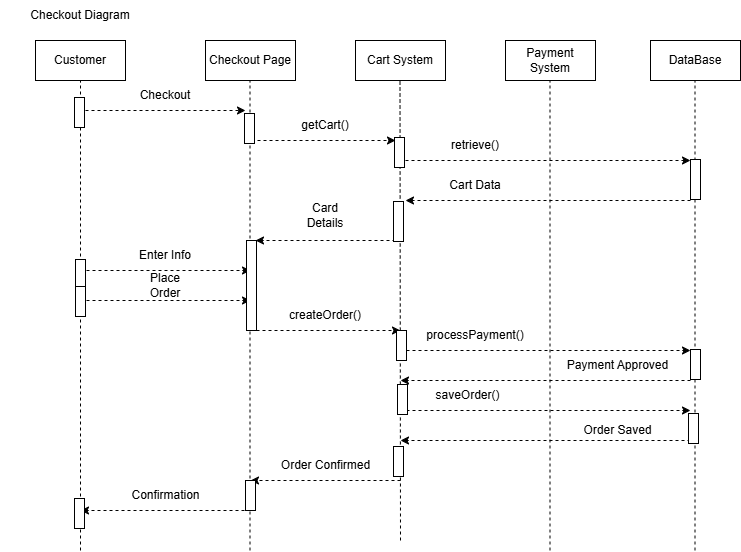 Checkout Diagram
Customer
Checkout Page
Cart System
Payment
System
DataBase
Checkout
getCart()
retrieve()
Cart Data
Card
Details
Enter Info
Place
Order
createOrder()
processPayment()
Payment Approved
saveOrder()
Order Saved
Order Confirmed
Confirmation